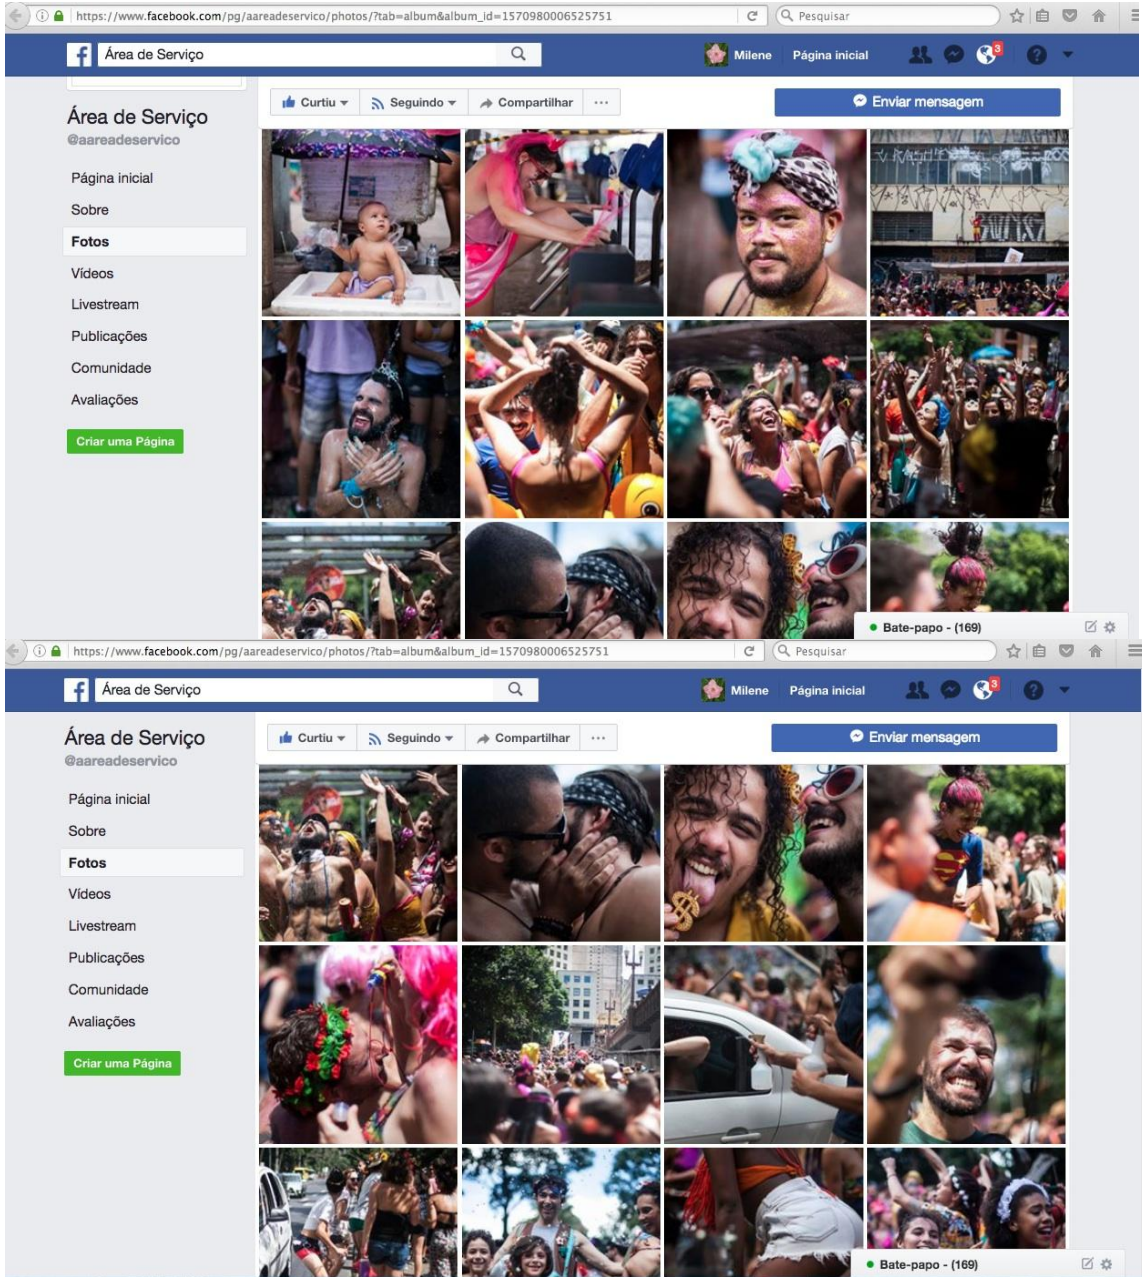 https://www.facebook.com/pg/aareadeservico/photos/?tab=album&album_id=1570980006525751
Pesquisar
Área de Serviço
Milene
Página inicial
3
Curtiu
Seguindo
Compartilhar
Enviar mensagem
Área de Serviço
@aareadeservico
Página inicial
Sobre
Fotos
Vídeos
Livestream
Publicações
Comunidade
Avaliações
Criar uma Página
Bate-papo - (169)
https://www.facebook.com/pg/aareadeservico/photos/?tab=album&album_id=1570980006525751
Pesquisar
Área de Serviço
Milene
Página inicial
3
Curtiu
Seguindo
Compartilhar
Enviar mensagem
Área de Serviço
@aareadeservico
Página inicial
Sobre
Fotos
Vídeos
Livestream
Publicações
Comunidade
Avaliações
Criar uma Página
Bate-papo - (169)